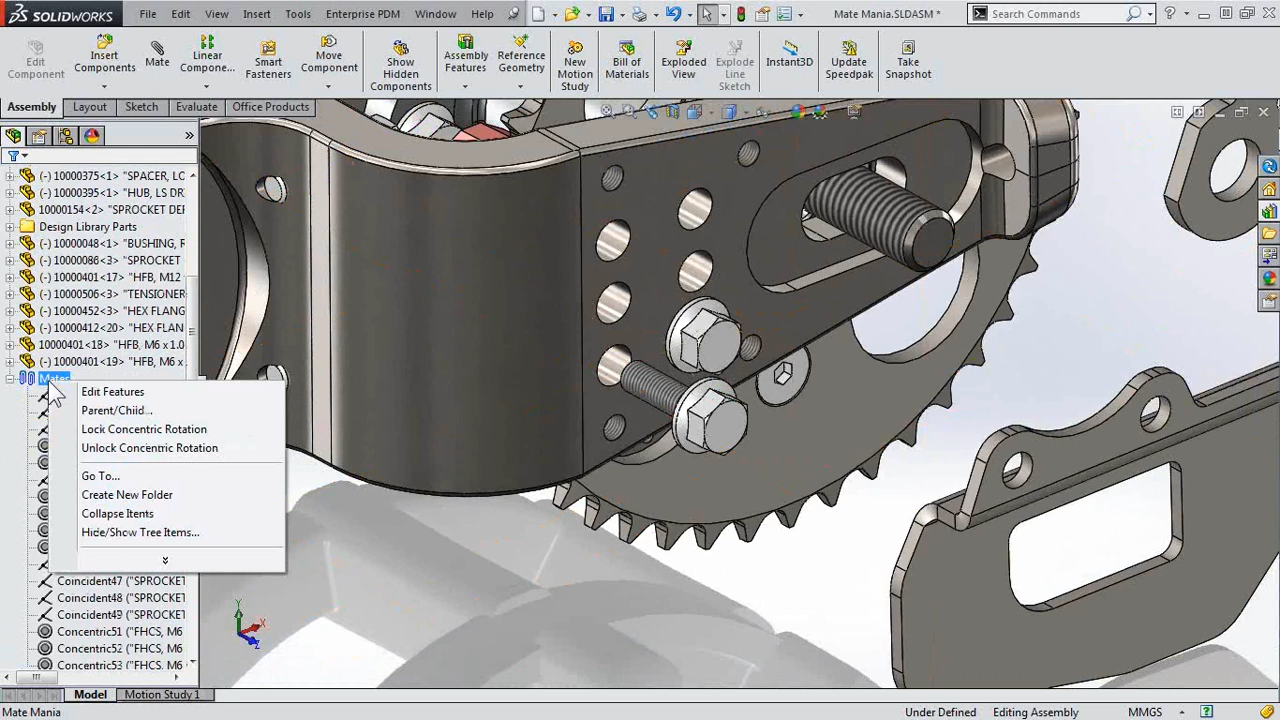 SOLIDWORKS File Edit View Insert Tools Enterprise PDM Window Help Mate Mania.SLDASM * Search Commands
Edit Component
Insert Components
Mate
Linear Compone...
Smart Fasteners
Move Component
Show Hidden Components
Assembly Features
Reference Geometry
New Motion Study
Bill of Materials
Exploded View
Explode Line Sketch
Instant3D
Update Speedpak
Take Snapshot
Assembly Layout Sketch Evaluate Office Products
(-) 10000375<1> "SPACER, LO
(-) 10000395<1> "HUB, LS DR
10000154<2> "SPROCKET DEF
Design Library Parts
(-) 10000048<1> "BUSHING, R
(-) 10000086<3> "SPROCKET
(-) 10000401<17> "HFB, M12
(-) 10000506<3> "TENSIONER
(-) 10000452<3> "HEX FLANG
(-) 10000412<20> "HEX FLAN
10000401<18> "HFB, M6 x 1.0
(-) 10000401<19> "HFB, M6 x
Mates
Edit Features
Parent/Child...
Lock Concentric Rotation
Unlock Concentric Rotation
Go To...
Create New Folder
Collapse Items
Hide/Show Tree Items...
Coincident47 ("SPROCKET
Coincident48 ("SPROCKET
Coincident49 ("SPROCKET
Concentric51 ("FHCS, M6
Concentric52 ("FHCS, M6
Concentric53 ("FHCS, M6
Y
X
Z
Model Motion Study 1
Mate Mania Under Defined Editing Assembly MMGS